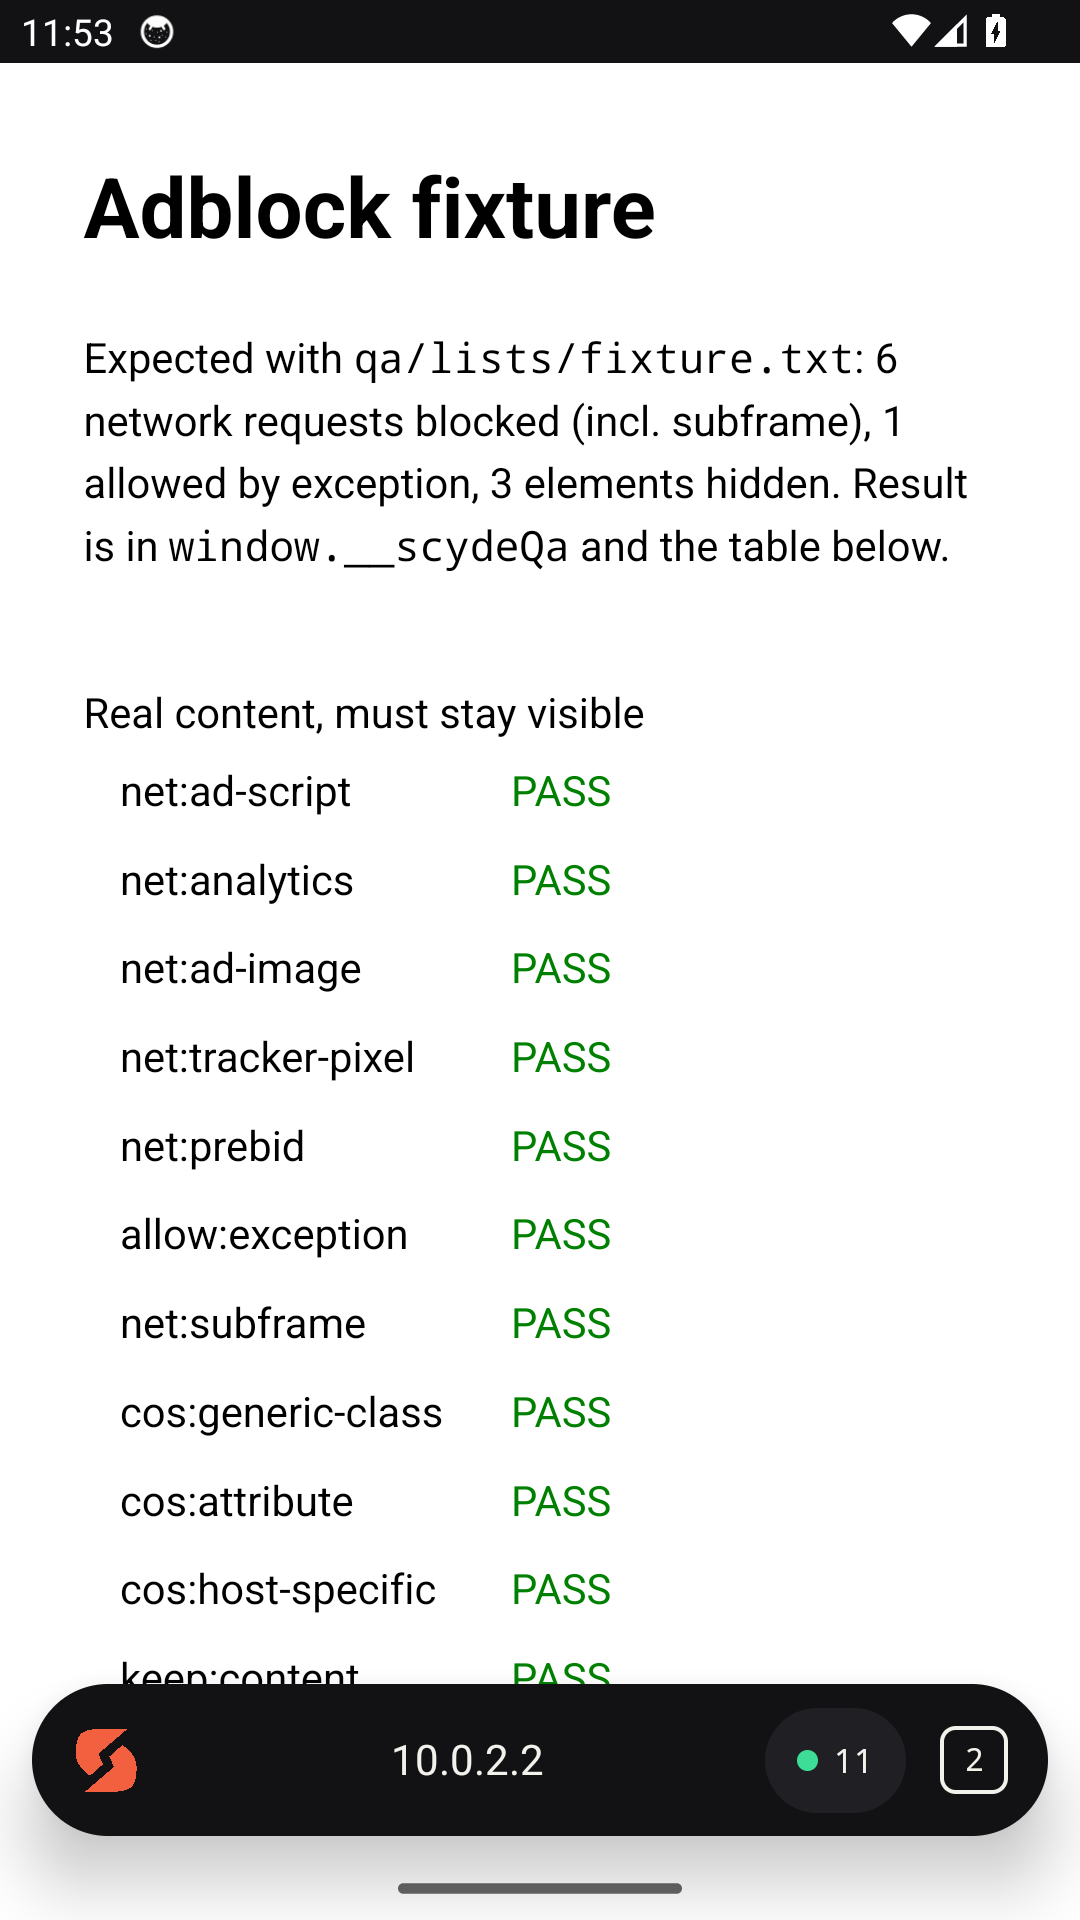 11:53
Adblock fixture
Expected with qa/lists/fixture.txt: 6
network requests blocked (incl. subframe), 1
allowed by exception, 3 elements hidden. Result
is in window.__scydeQa and the table below.
Real content, must stay visible
net:ad-script PASS
net:analytics PASS
net:ad-image PASS
net:tracker-pixel PASS
net:prebid PASS
allow:exception PASS
net:subframe PASS
cos:generic-class PASS
cos:attribute PASS
cos:host-specific PASS
keep:content PASS
10.0.2.2 11 2